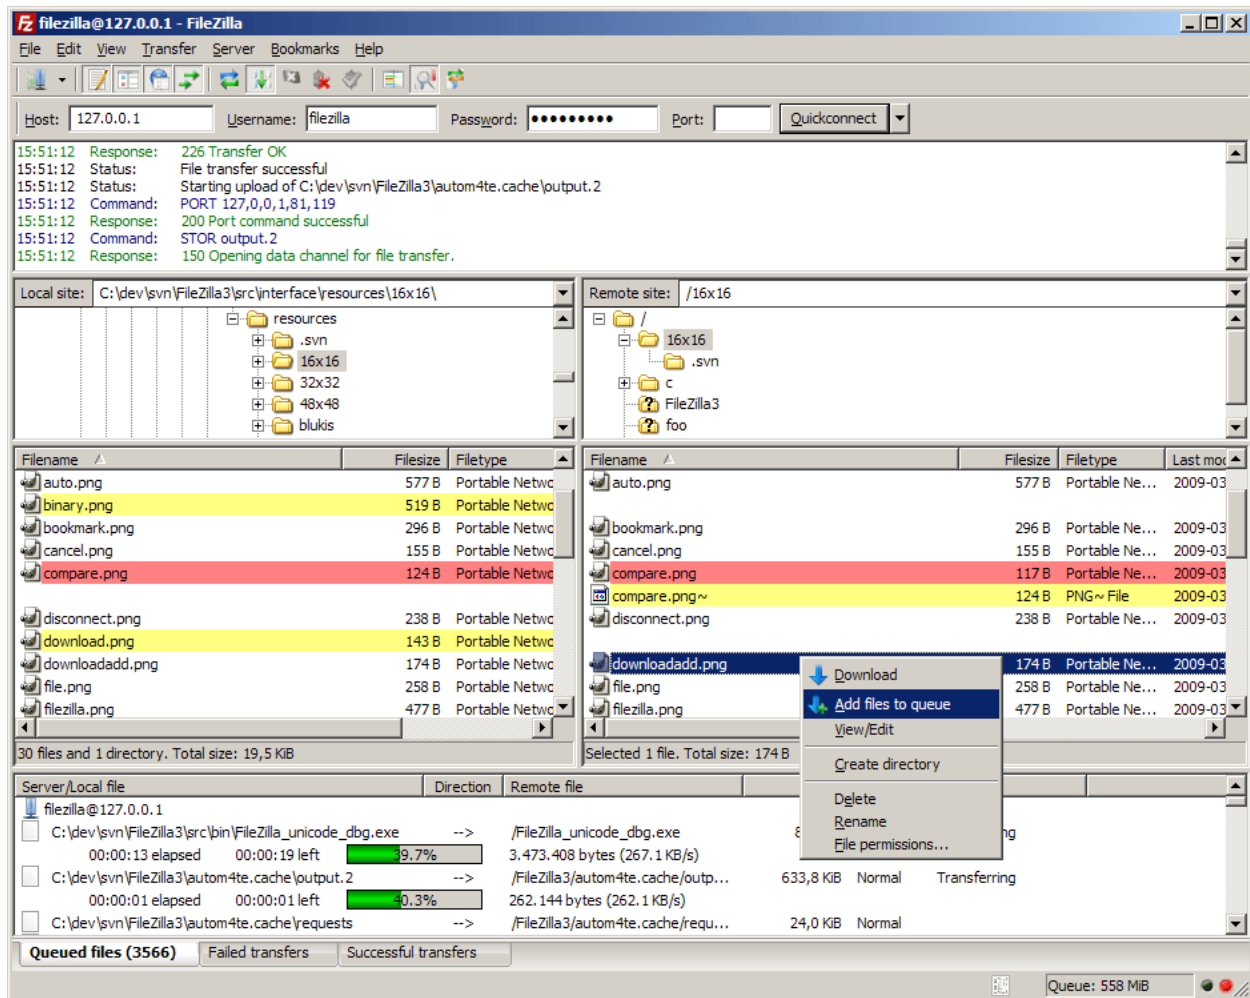 filezilla@127.0.0.1 - FileZilla
File Edit View Transfer Server Bookmarks Help
Host: 127.0.0.1 Username: filezilla Password: ●●●●●●●●● Port: Quickconnect
15:51:12 Response: 226 Transfer OK
15:51:12 Status: File transfer successful
15:51:12 Status: Starting upload of C:\dev\svn\FileZilla3\autom4te.cache\output.2
15:51:12 Command: PORT 127,0,0,1,81,119
15:51:12 Response: 200 Port command successful
15:51:12 Command: STOR output.2
15:51:12 Response: 150 Opening data channel for file transfer.
Local site: C:\dev\svn\FileZilla3\src\interface\resources\16x16\
resources
.svn
16x16
32x32
48x48
blukis
Remote site: /16x16
/
16x16
.svn
c
FileZilla3
foo
Filename Filesize Filetype
auto.png 577 B Portable Netwo
binary.png 519 B Portable Netwo
bookmark.png 296 B Portable Netwo
cancel.png 155 B Portable Netwo
compare.png 124 B Portable Netwo
disconnect.png 238 B Portable Netwo
download.png 143 B Portable Netwo
downloadadd.png 174 B Portable Netwo
file.png 258 B Portable Netwo
filezilla.png 477 B Portable Netwo
30 files and 1 directory. Total size: 19,5 KiB
Filename Filesize Filetype Last mod
auto.png 577 B Portable Ne... 2009-03
bookmark.png 296 B Portable Ne... 2009-03
cancel.png 155 B Portable Ne... 2009-03
compare.png 117 B Portable Ne... 2009-03
compare.png~ 124 B PNG~ File 2009-03
disconnect.png 238 B Portable Ne... 2009-03
downloadadd.png 174 B Portable Ne... 2009-03
file.png 258 B Portable Ne... 2009-03
filezilla.png 477 B Portable Ne... 2009-03
Selected 1 file. Total size: 174 B
Download
Add files to queue
View/Edit
Create directory
Delete
Rename
File permissions...
Server/Local file Direction Remote file
filezilla@127.0.0.1
C:\dev\svn\FileZilla3\src\bin\FileZilla_unicode_dbg.exe --> /FileZilla_unicode_dbg.exe 8 ng
00:00:13 elapsed 00:00:19 left 39.7% 3.473.408 bytes (267.1 KB/s)
C:\dev\svn\FileZilla3\autom4te.cache\output.2 --> /FileZilla3/autom4te.cache/outp... 633,8 KiB Normal Transferring
00:00:01 elapsed 00:00:01 left 40.3% 262.144 bytes (262.1 KB/s)
C:\dev\svn\FileZilla3\autom4te.cache\requests --> /FileZilla3/autom4te.cache/requ... 24,0 KiB Normal
Queued files (3566) Failed transfers Successful transfers
Queue: 558 MiB